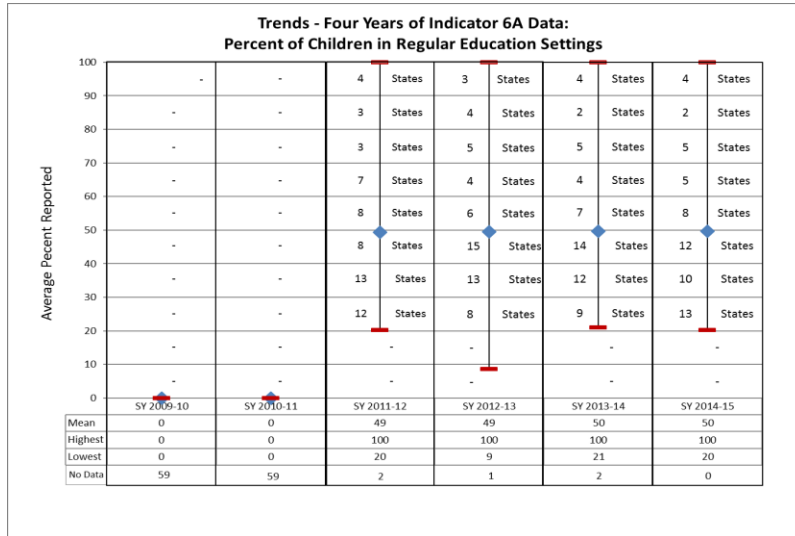 Trends - Four Years of Indicator 6A Data:
Percent of Children in Regular Education Settings
Average Pecent Reported
100
- - 4 States 3 States 4 States 4 States
90
- - 3 States 4 States 2 States 2 States
80
- - 3 States 5 States 5 States 5 States
70
- - 7 States 4 States 4 States 5 States
60
- - 8 States 6 States 7 States 8 States
50
- - 8 States 15 States 14 States 12 States
40
- - 13 States 13 States 12 States 10 States
30
- - 12 States 8 States 9 States 13 States
20
- - - - - -
10
- - - - - -
0
SY 2009-10 SY 2010-11 SY 2011-12 SY 2012-13 SY 2013-14 SY 2014-15
Mean 0 0 49 49 50 50
Highest 0 0 100 100 100 100
Lowest 0 0 20 9 21 20
No Data 59 59 2 1 2 0